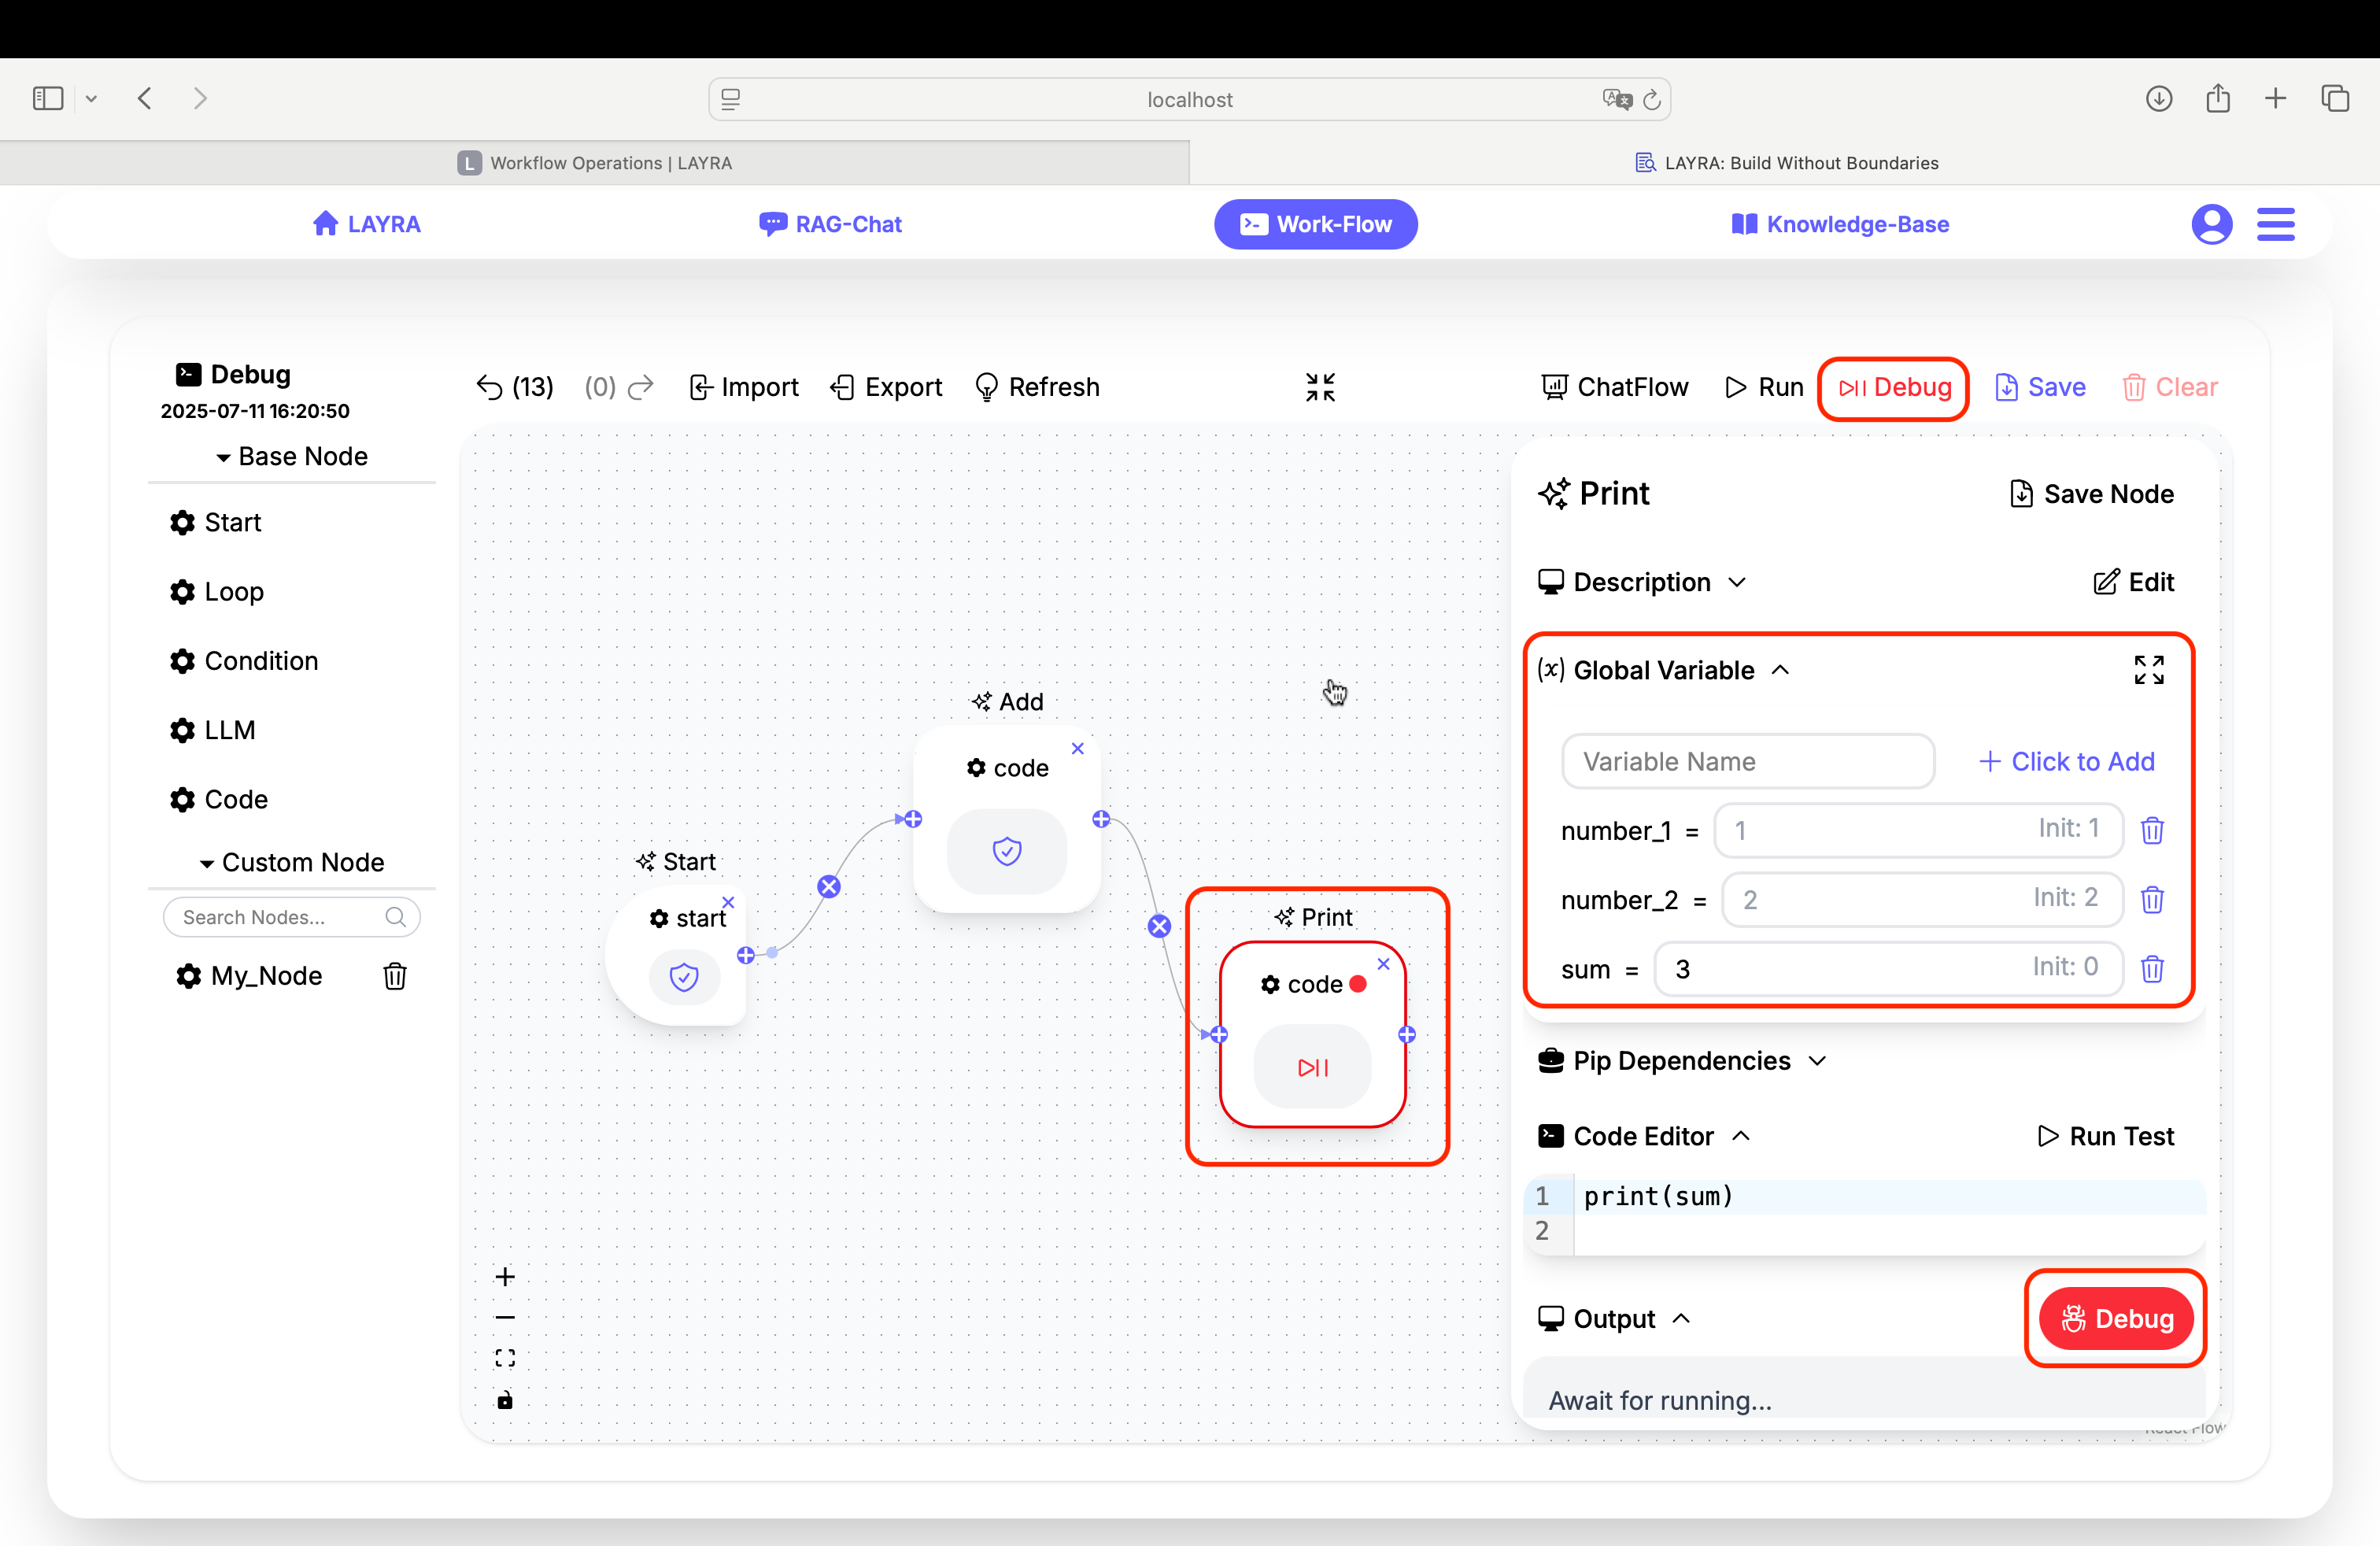 localhost
L Workflow Operations | LAYRA
LAYRA: Build Without Boundaries
LAYRA
RAG-Chat
Work-Flow
Knowledge-Base
Debug
2025-07-11 16:20:50
(13)
(0)
Import
Export
Refresh
ChatFlow
Run
Debug
Save
Clear
Base Node
Start
Loop
Condition
LLM
Code
Custom Node
Search Nodes...
My_Node
Start
start
Add
code
Print
code
Print
Save Node
Description
Edit
(x) Global Variable
Variable Name
+ Click to Add
number_1 = 1 Init: 1
number_2 = 2 Init: 2
sum = 3 Init: 0
Pip Dependencies
Code Editor
Run Test
1 print(sum)
2
Output
Debug
Await for running...
React Flow